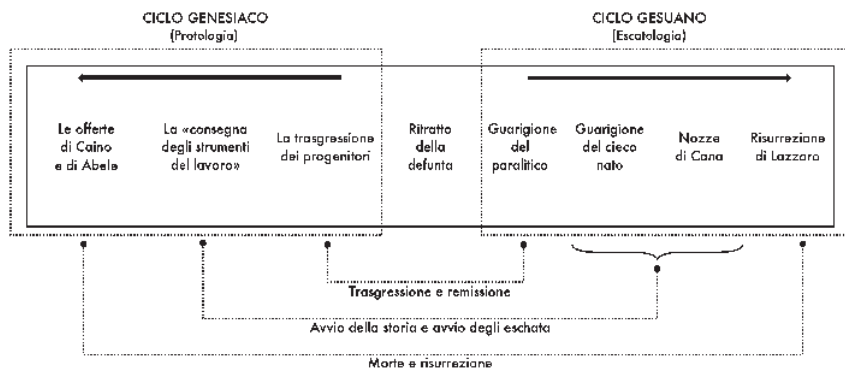 CICLO GENESIACO
(Protologia)
CICLO GESUANO
(Escatologia)
Le offerte
di Caino
e di Abele
La «consegna
degli strumenti
del lavoro»
La trasgressione
dei progenitori
Ritratto
della
defunta
Guarigione
del
paralitico
Guarigione
del cieco
nato
Nozze
di Cana
Risurrezione
di Lazzaro
Trasgressione e remissione
Avvio della storia e avvio degli eschata
Morte e risurrezione